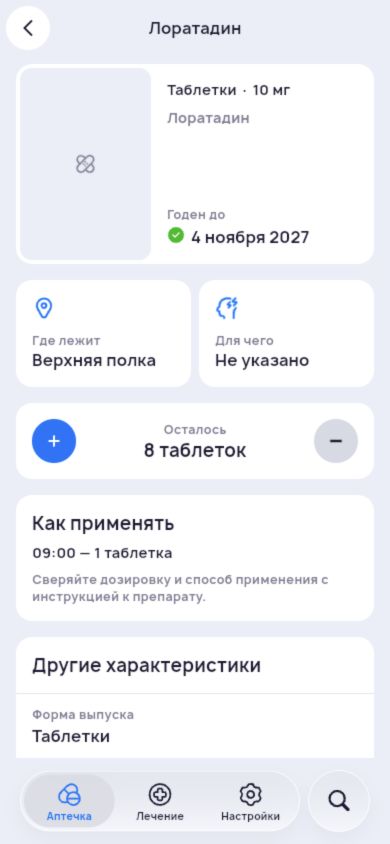 Лоратадин
Таблетки · 10 мг
Лоратадин
Годен до
4 ноября 2027
Где лежит
Верхняя полка
Для чего
Не указано
Осталось
8 таблеток
Как применять
09:00 — 1 таблетка
Сверяйте дозировку и способ применения с
инструкцией к препарату.
Другие характеристики
Форма выпуска
Таблетки
Аптечка
Лечение
Настройки